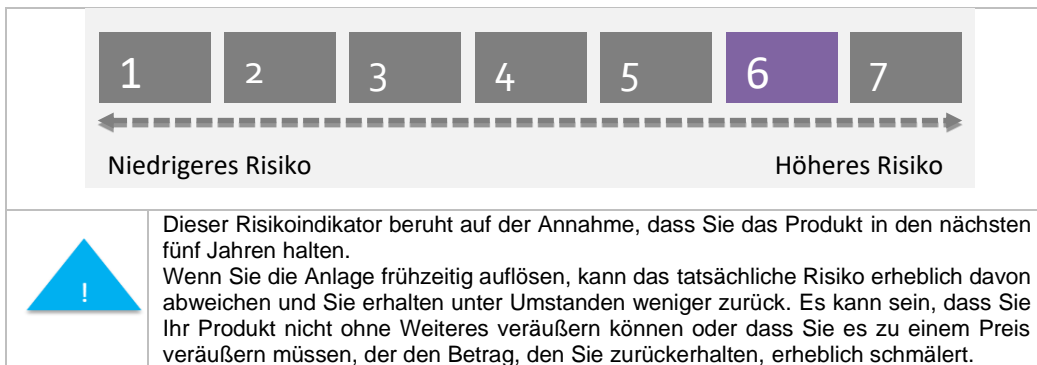 1 2 3 4 5 6 7
Niedrigeres Risiko Höheres Risiko
Dieser Risikoindikator beruht auf der Annahme, dass Sie das Produkt in den nächsten
fünf Jahren halten.
Wenn Sie die Anlage frühzeitig auflösen, kann das tatsächliche Risiko erheblich davon
abweichen und Sie erhalten unter Umstanden weniger zurück. Es kann sein, dass Sie
! Ihr Produkt nicht ohne Weiteres veräußern können oder dass Sie es zu einem Preis
veräußern müssen, der den Betrag, den Sie zurückerhalten, erheblich schmälert.